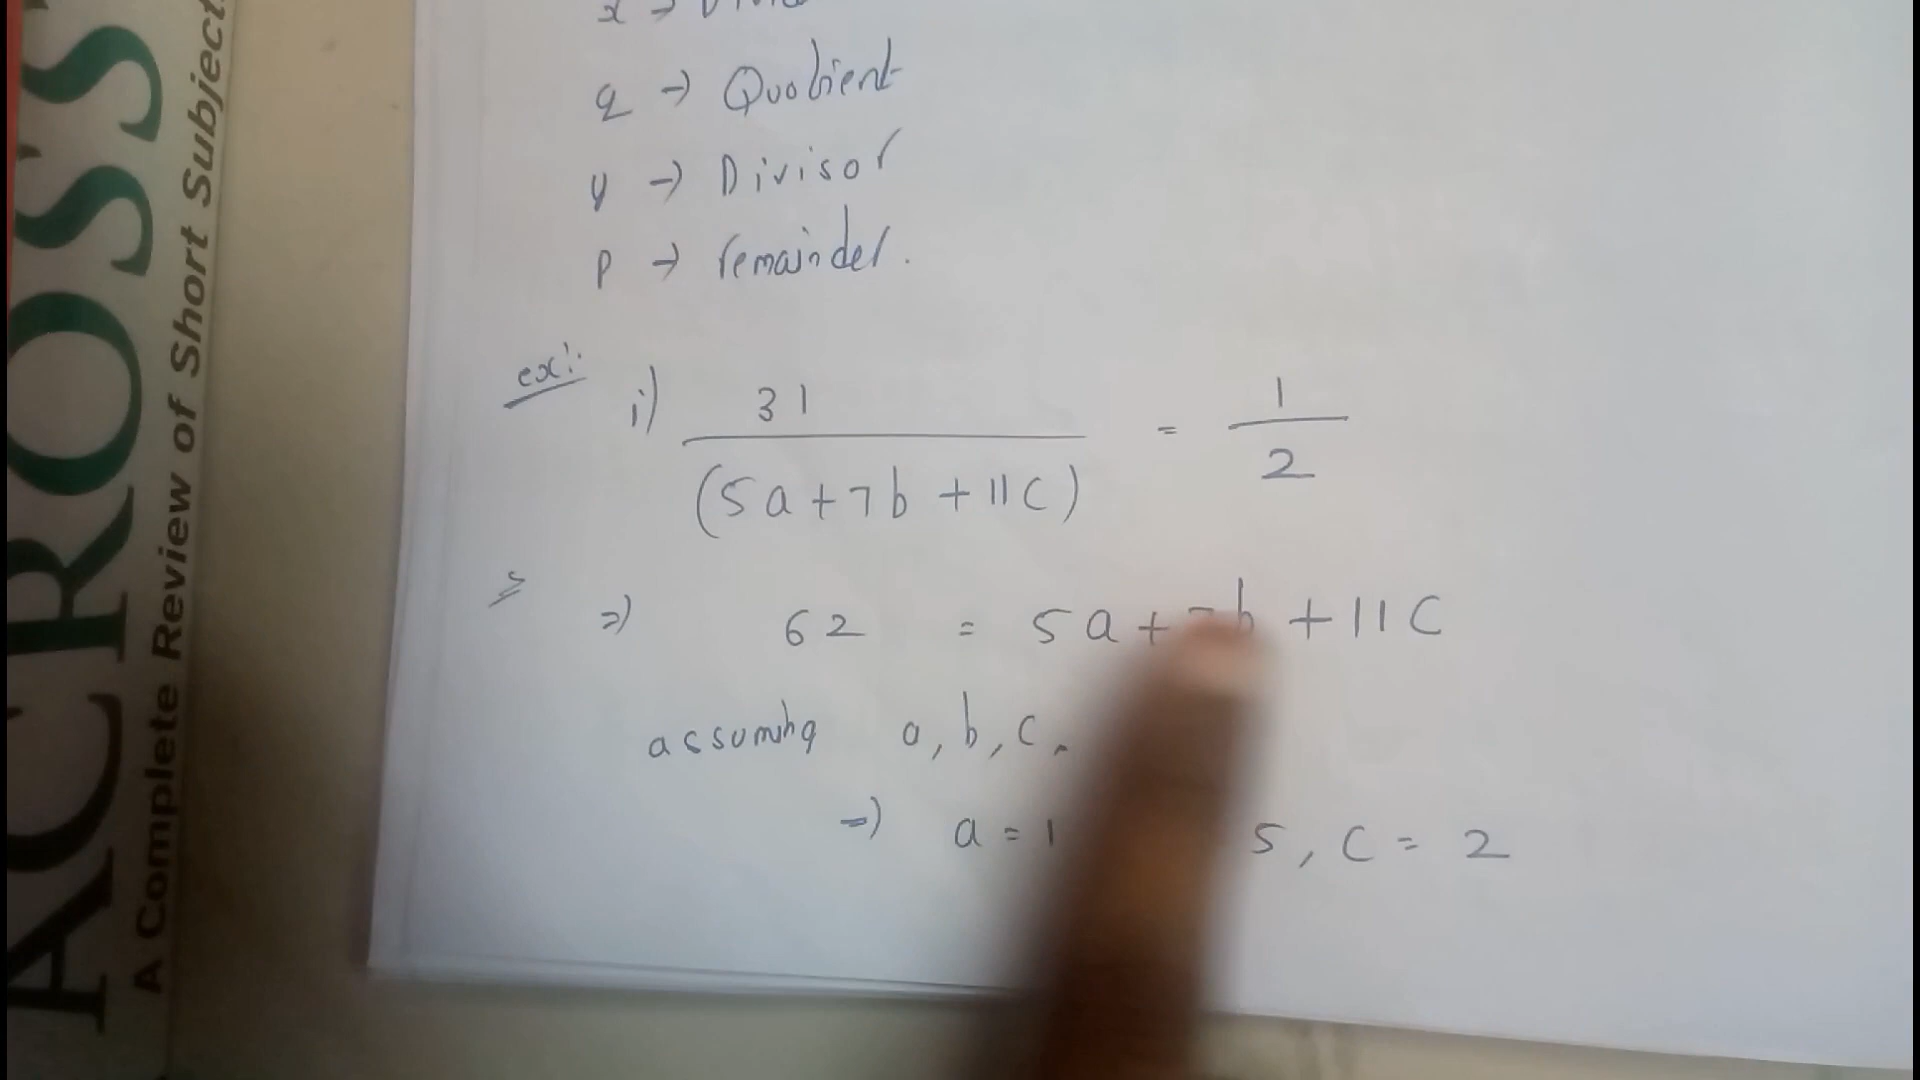 x →
q → Quotient
y → Divisor
p → remainder.
ex:.
i) 31 / (5a+7b+11c) = 1/2
=) 62 = 5a+7b+11c
assuming a, b, c,
=) a=1 5, c= 2
ACROSS
A Complete Review of Short Subject